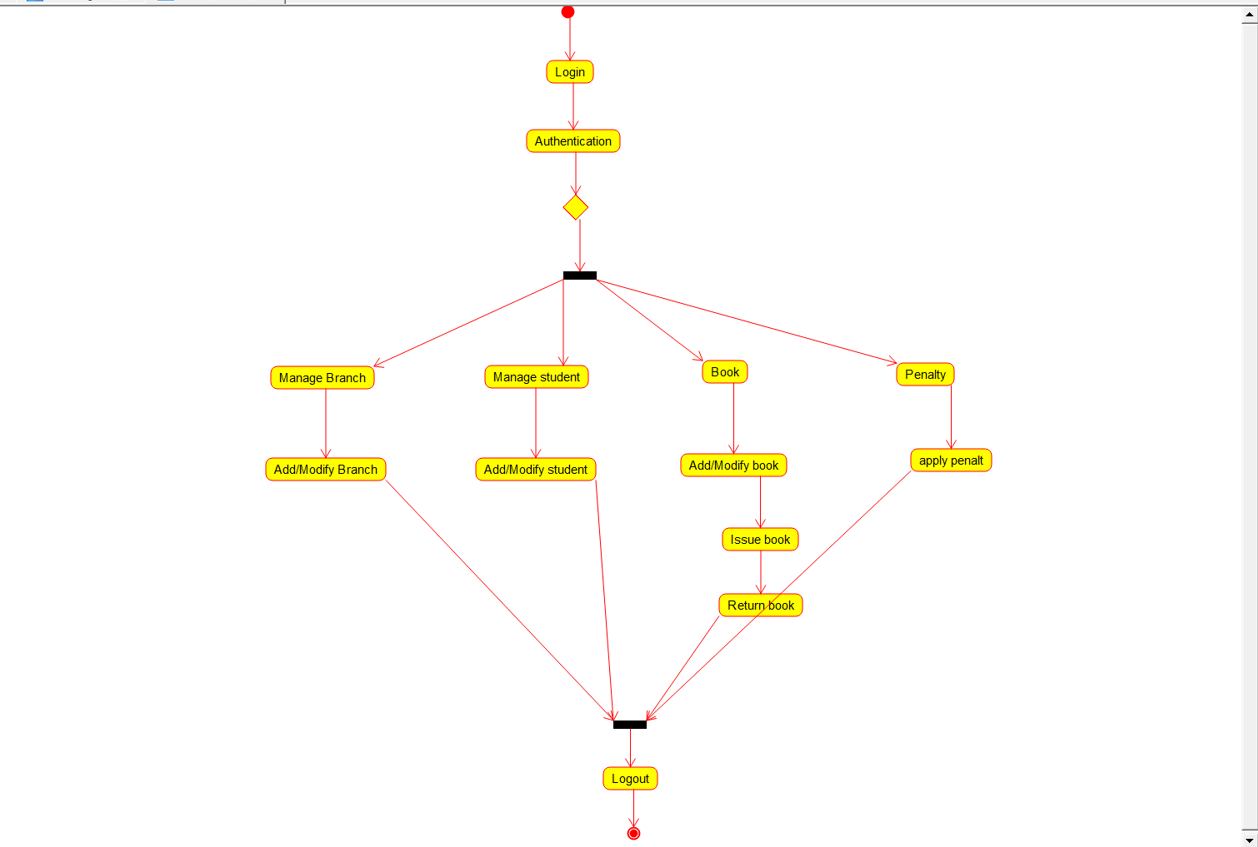 Login
Authentication
Manage Branch
Manage student
Book
Penalty
Add/Modify Branch
Add/Modify student
Add/Modify book
apply penalt
Issue book
Return book
Logout